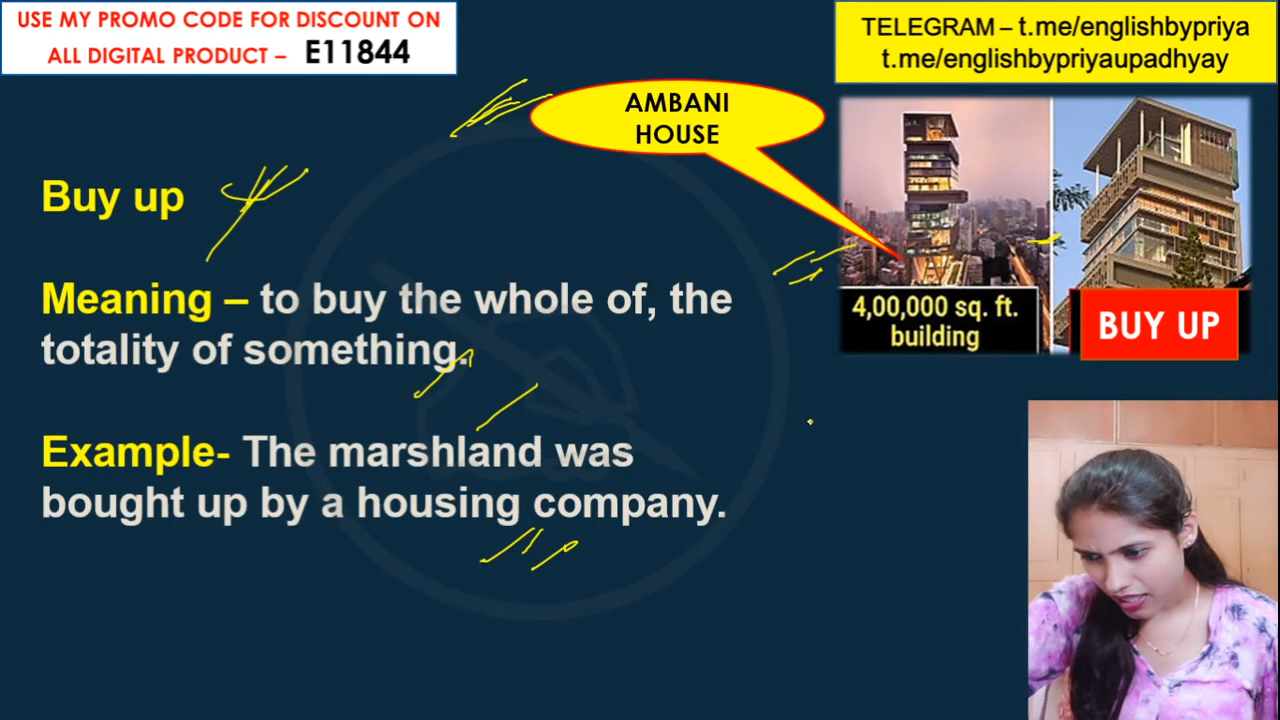 USE MY PROMO CODE FOR DISCOUNT ON
ALL DIGITAL PRODUCT – E11844
TELEGRAM – t.me/englishbypriya
t.me/englishbypriyaupadhyay
AMBANI
HOUSE
Buy up
Meaning – to buy the whole of, the
totality of something.
Example- The marshland was
bought up by a housing company.
4,00,000 sq. ft.
building
BUY UP